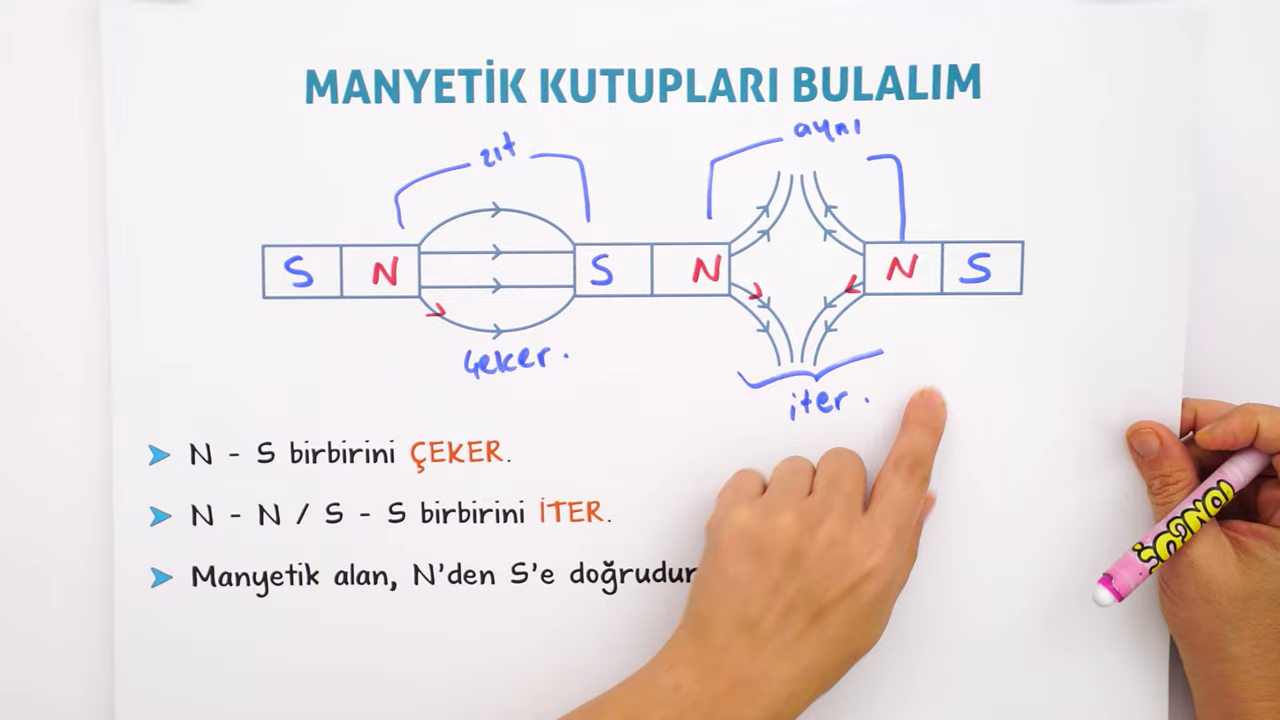 MANYETİK KUTUPLARI BULALIM
zıt aynı
S N S N N S
Çeker.
iter.
➤ N - S birbirini ÇEKER.
➤ N - N / S - S birbirini İTER.
➤ Manyetik alan, N'den S'e doğrudur